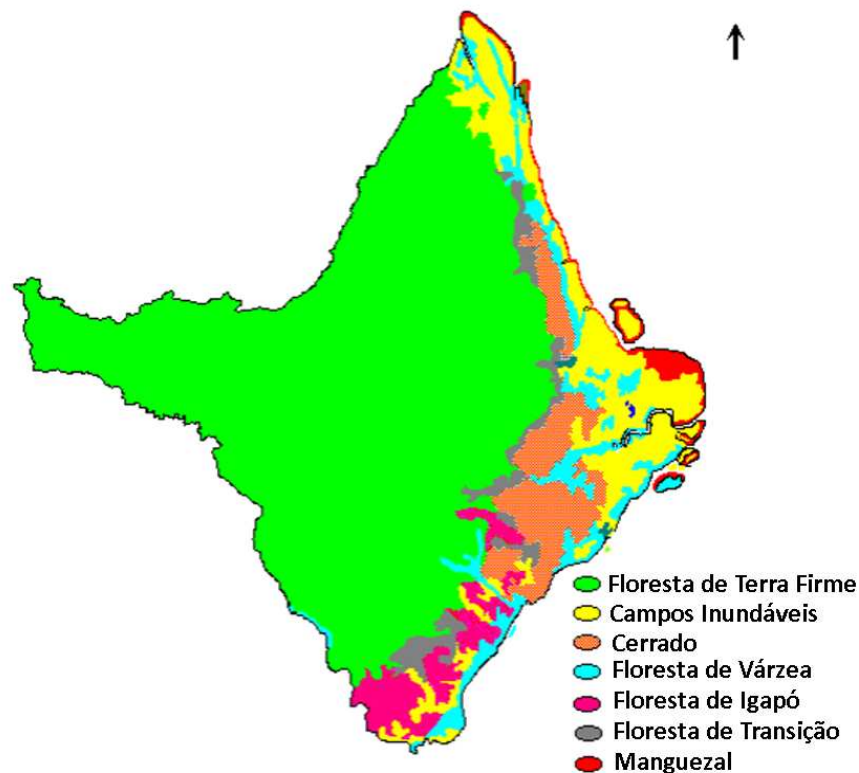 Floresta de Terra Firme
Campos Inundáveis
Cerrado
Floresta de Várzea
Floresta de Igapó
Floresta de Transição
Manguezal